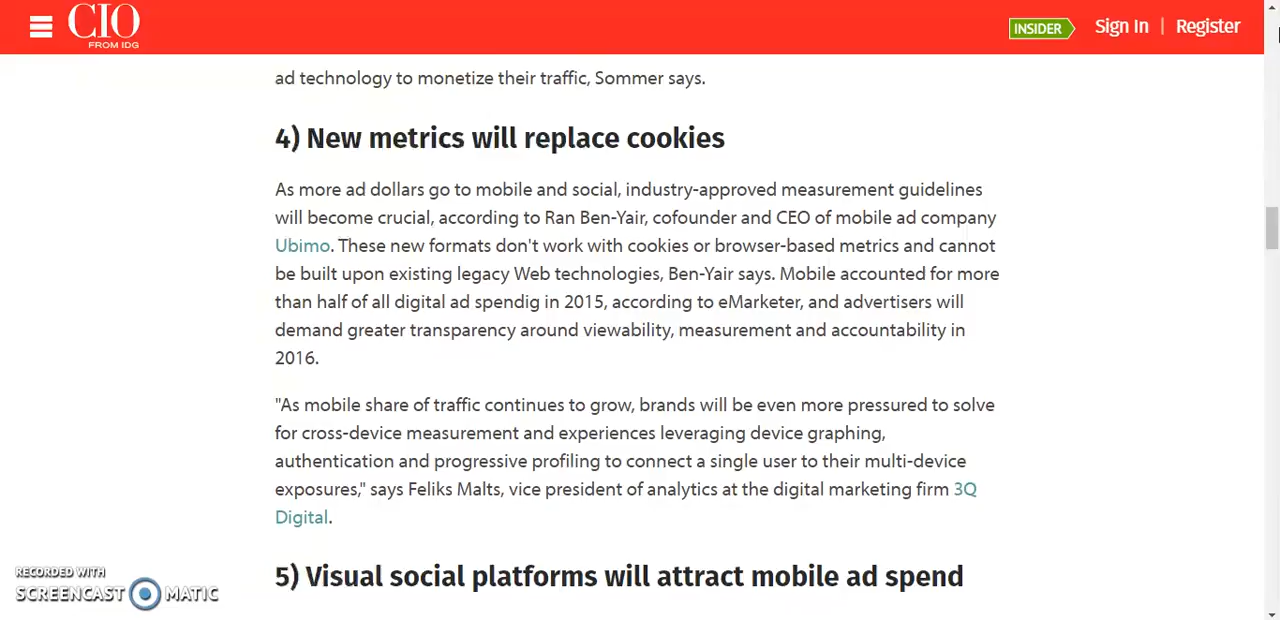 CIO
FROM IDG
INSIDER
Sign In | Register
ad technology to monetize their traffic, Sommer says.
4) New metrics will replace cookies
As more ad dollars go to mobile and social, industry-approved measurement guidelines
will become crucial, according to Ran Ben-Yair, cofounder and CEO of mobile ad company
Ubimo. These new formats don't work with cookies or browser-based metrics and cannot
be built upon existing legacy Web technologies, Ben-Yair says. Mobile accounted for more
than half of all digital ad spendig in 2015, according to eMarketer, and advertisers will
demand greater transparency around viewability, measurement and accountability in
2016.
"As mobile share of traffic continues to grow, brands will be even more pressured to solve
for cross-device measurement and experiences leveraging device graphing,
authentication and progressive profiling to connect a single user to their multi-device
exposures," says Feliks Malts, vice president of analytics at the digital marketing firm 3Q
Digital.
5) Visual social platforms will attract mobile ad spend
RECORDED WITH
SCREENCAST MATIC